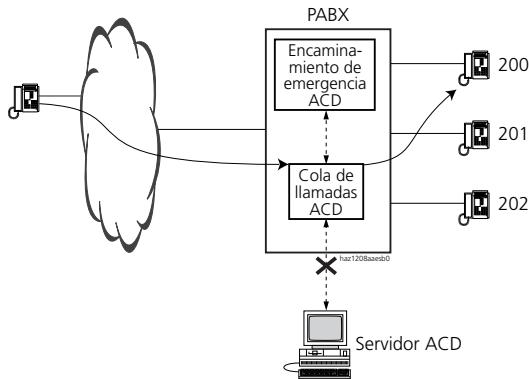 PABX
Encamina-
miento de
emergencia
ACD
200
201
Cola de
llamadas
ACD
202
haz1208aaesb0
Servidor ACD